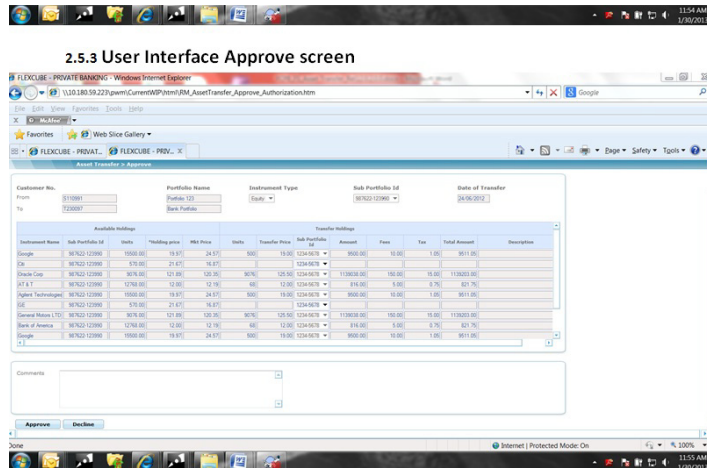 11:54 AM
1/30/2013
2.5.3 User Interface Approve screen
FLEXCUBE - PRIVATE BANKING - Windows Internet Explorer
\\10.180.59.223\pwm\CurrentWIP\html\RM_AssetTransfer_Approve_Authorization.htm
Google
File Edit View Favorites Tools Help
X McAfee
Favorites Web Slice Gallery
FLEXCUBE - PRIVAT... FLEXCUBE - PRIV... X Page Safety Tools
Asset Transfer > Approve
Customer No. Portfolio Name Instrument Type Sub Portfolio Id Date of Transfer
From S110991 Portfolio 123 Equity 987622-123990 24/06/2012
To T230097 Bank Portfolio
Available Holdings Transfer Holdings
Instrument Name Sub Portfolio Id Units *Holding price Mkt Price Units Transfer Price Sub Portfolio Id Amount Fees Tax Total Amount Description
Google 987622-123990 15500.00 19.97 24.57 500 19.00 1234-5678 9500.00 10.00 1.05 9511.05
Citi 987622-123990 570.00 21.67 16.87 1234-5678
Oracle Corp 987622-123990 9076.00 121.89 120.35 9076 125.50 1234-5678 1139038.00 150.00 15.00 1139203.00
AT & T 987622-123990 12768.00 12.00 12.19 68 12.00 1234-5678 816.00 5.00 0.75 821.75
Agilent Technologies 987622-123990 15500.00 19.97 24.57 500 19.00 1234-5678 9500.00 10.00 1.05 9511.05
GE 987622-123990 570.00 21.67 16.87 1234-5678
General Motors LTD 987622-123990 9076.00 121.89 120.35 9076 125.50 1234-5678 1139038.00 150.00 15.00 1139203.00
Bank of America 987622-123990 12768.00 12.00 12.19 68 12.00 1234-5678 816.00 5.00 0.75 821.75
Google 987622-123990 15500.00 19.97 24.57 500 19.00 1234-5678 9500.00 10.00 1.05 9511.05
Comments
Approve Decline
Done Internet | Protected Mode: On 100%
11:55 AM
1/30/2013